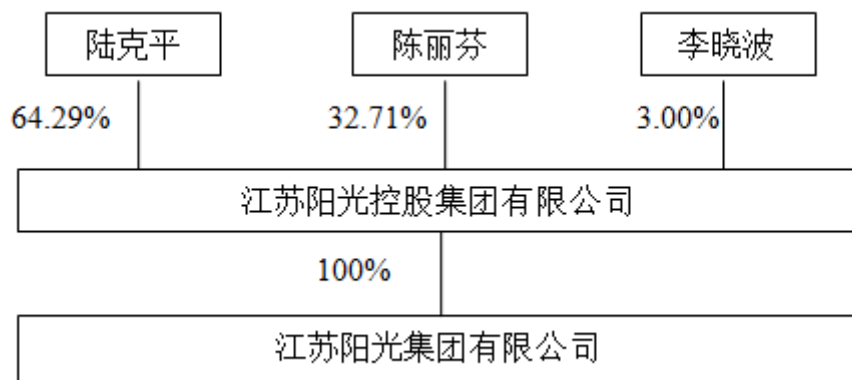 陆克平 陈丽芬 李晓波
64.29% 32.71% 3.00%
江苏阳光控股集团有限公司
100%
江苏阳光集团有限公司